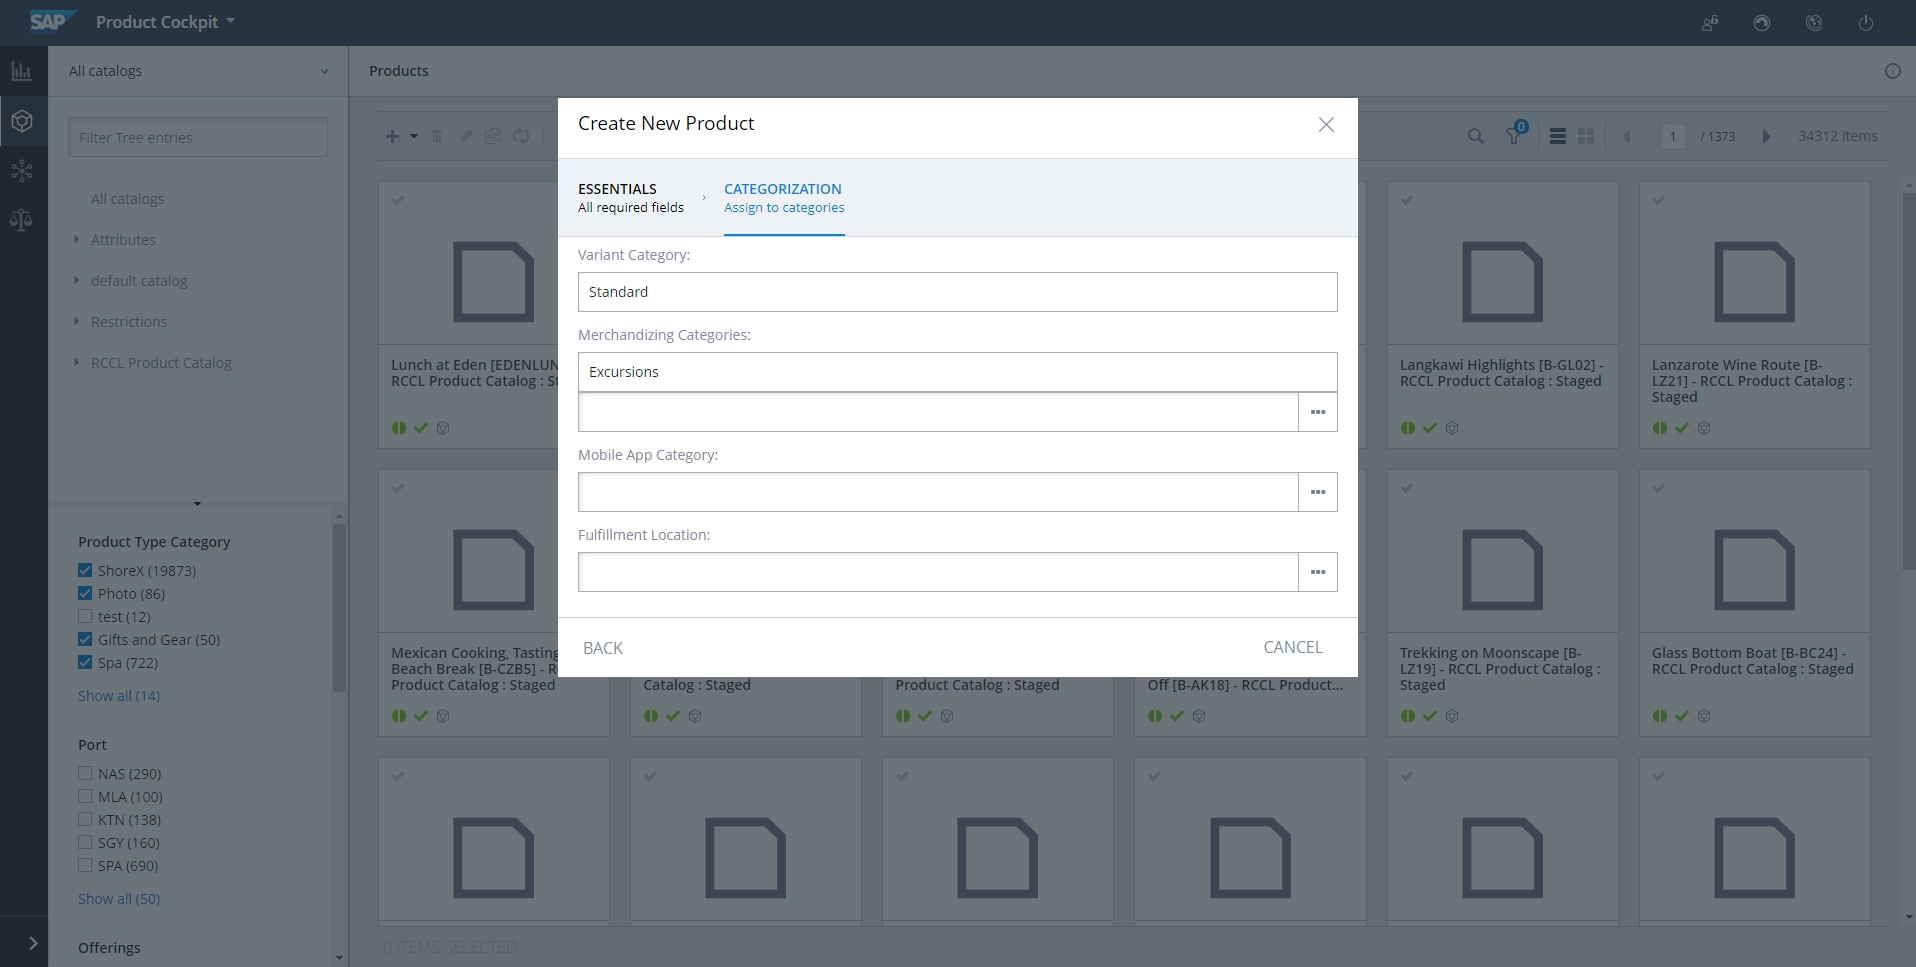 SAP Product Cockpit
All catalogs
Products
Filter Tree entries
All catalogs
Attributes
default catalog
Restrictions
RCCL Product Catalog
Product Type Category
ShoreX (19873)
Photo (86)
test (12)
Gifts and Gear (50)
Spa (722)
Show all (14)
Port
NAS (290)
MLA (100)
KTN (138)
SGY (160)
SPA (690)
Show all (50)
Offerings
0
1
/ 1373
34312 items
Create New Product
ESSENTIALS
All required fields
CATEGORIZATION
Assign to categories
Variant Category:
Standard
Merchandizing Categories:
Excursions
Mobile App Category:
Fulfillment Location:
BACK
CANCEL
Lunch at Eden [EDENLUN
RCCL Product Catalog : St
Langkawi Highlights [B-GL02] -
RCCL Product Catalog : Staged
Lanzarote Wine Route [B-
LZ21] - RCCL Product Catalog :
Staged
Mexican Cooking, Tasting
Beach Break [B-CZB5] - R
Product Catalog : Staged
Catalog : Staged
Product Catalog : Staged
Off [B-AK18] - RCCL Product...
Trekking on Moonscape [B-
LZ19] - RCCL Product Catalog :
Staged
Glass Bottom Boat [B-BC24] -
RCCL Product Catalog : Staged
0 ITEMS SELECTED